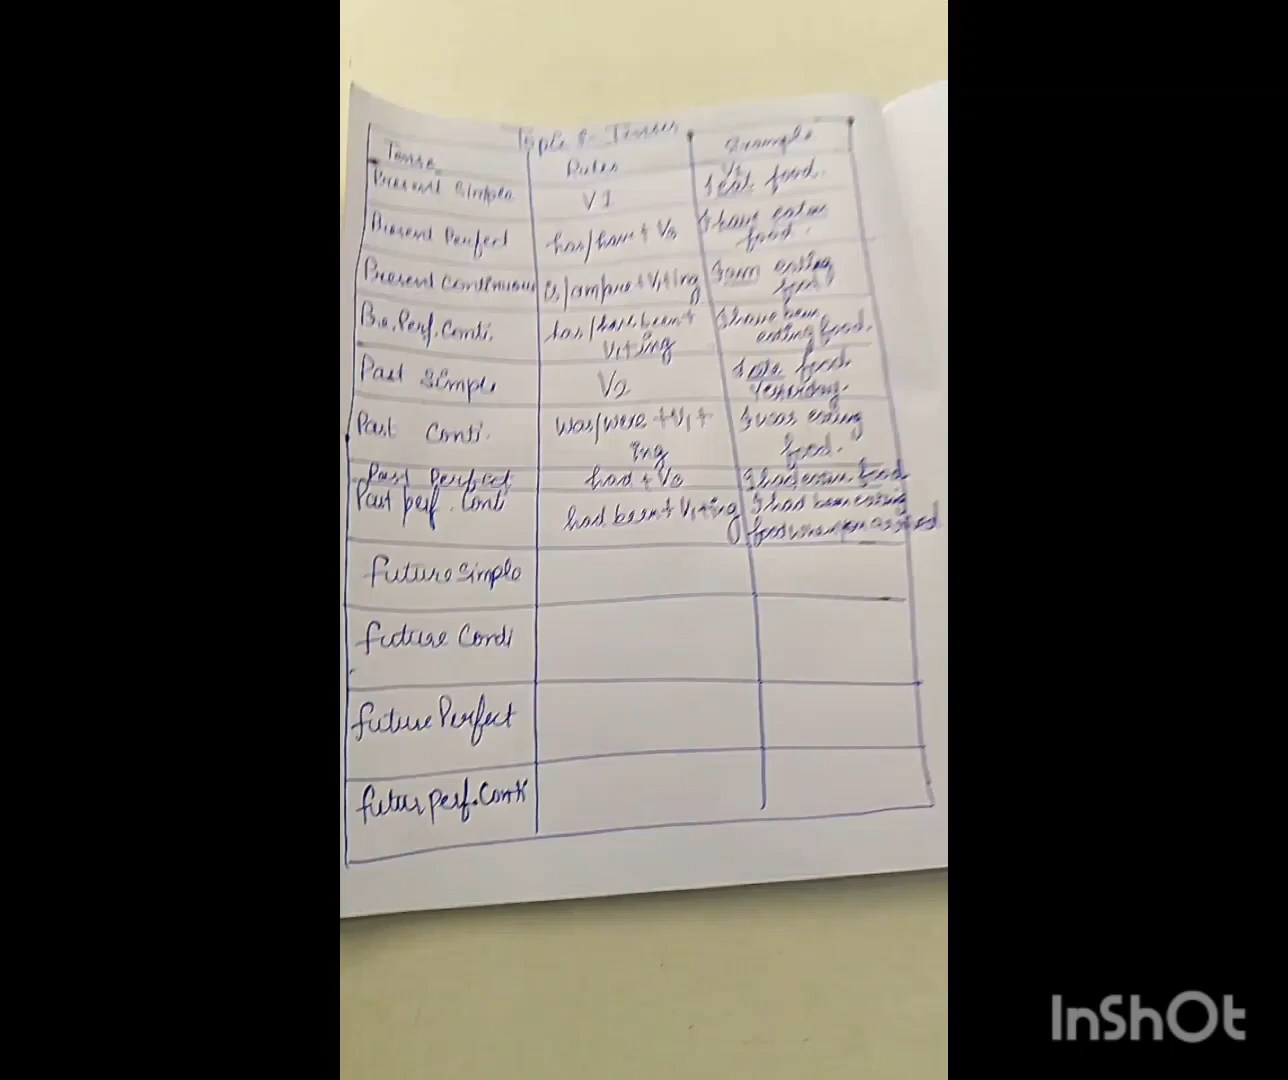 Topic :- Tenses
Tense Rules Example
Present Simple V1 I eat food.
Present Perfect has/have + V3 I have eaten
food.
Present Continuous is/am/are+V1+ing I am eating
food
Pre. Perf. Conti. has/have been + I have been
V1+ing eating food.
Past Simple V2 I ate food
yesterday.
Past Conti. was/were + V1 + I was eating
ing food.
Past Perfect had + V3 I had eaten food
Past perf. Conti had been + V1+ing I had been eating
food when
Future Simple
Future Conti
Future Perfect
Futur perf. Conti
InShOt